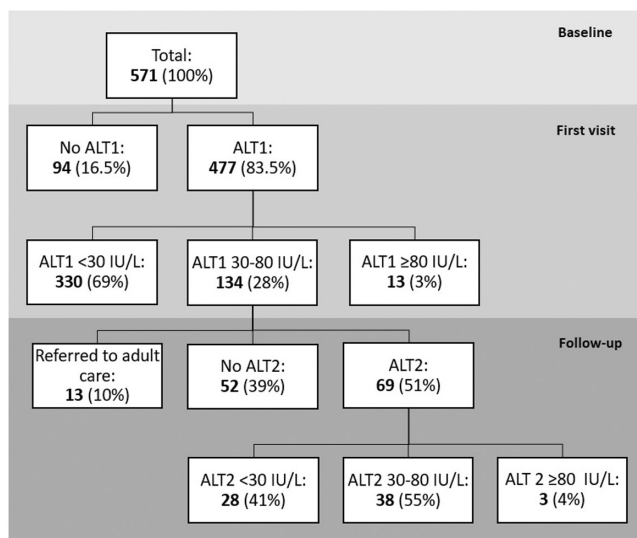 Baseline
Total:
571 (100%)
First visit
No ALT1:
94 (16.5%)
ALT1:
477 (83.5%)
ALT1 <30 IU/L:
330 (69%)
ALT1 30-80 IU/L:
134 (28%)
ALT1 ≥80 IU/L:
13 (3%)
Follow-up
Referred to adult
care:
13 (10%)
No ALT2:
52 (39%)
ALT2:
69 (51%)
ALT2 <30 IU/L:
28 (41%)
ALT2 30-80 IU/L:
38 (55%)
ALT 2 ≥80 IU/L:
3 (4%)